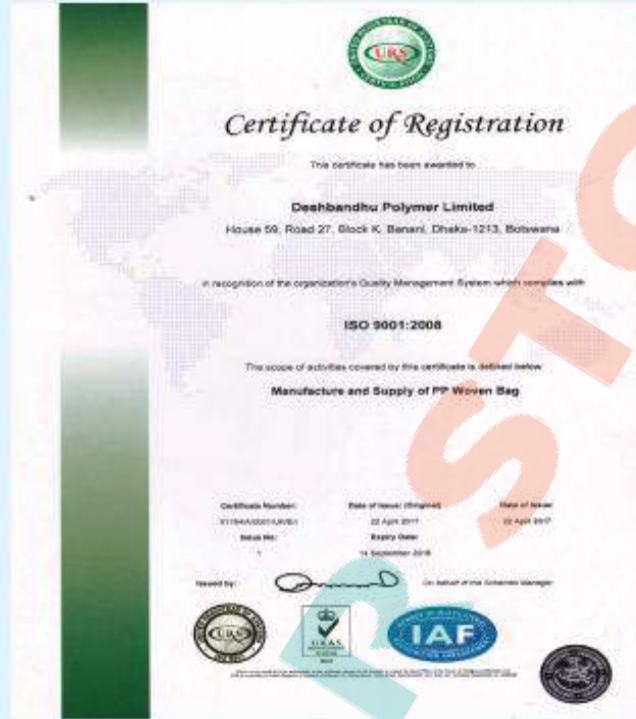 URS
Certificate of Registration
This certificate has been awarded to
Deshbandhu Polymer Limited
House 59, Road 27, Block K, Banani, Dhaka-1213, Botswana
in recognition of the organization's Quality Management System which complies with
ISO 9001:2008
The scope of activities covered by this certificate is defined below
Manufacture and Supply of PP Woven Bag
Certificate Number: Date of Issue: (Original) Date of Issue:
22 April 2017 22 April 2017
Issue No: Expiry Date:
1 14 September 2018
Issued by: On behalf of the Schemes Manager
URS
UKAS
IAF